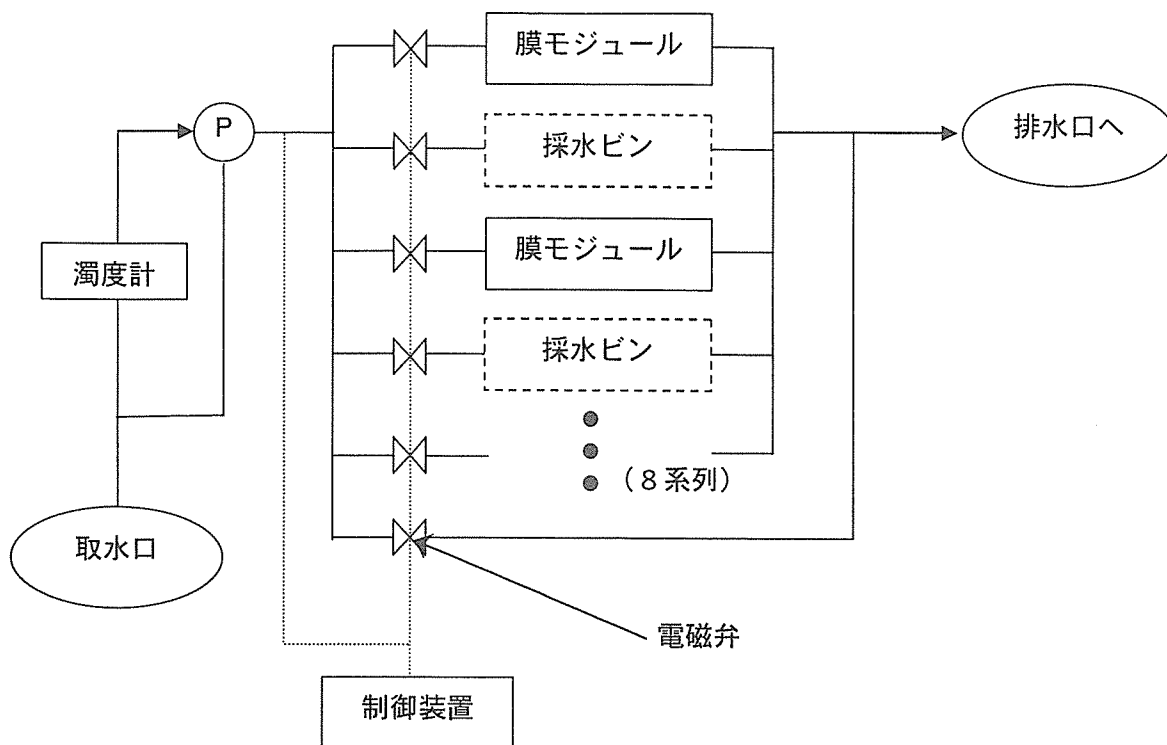 膜モジュール
P
採水ビン
排水口へ
濁度計
膜モジュール
採水ビン
(8系列)
取水口
電磁弁
制御装置